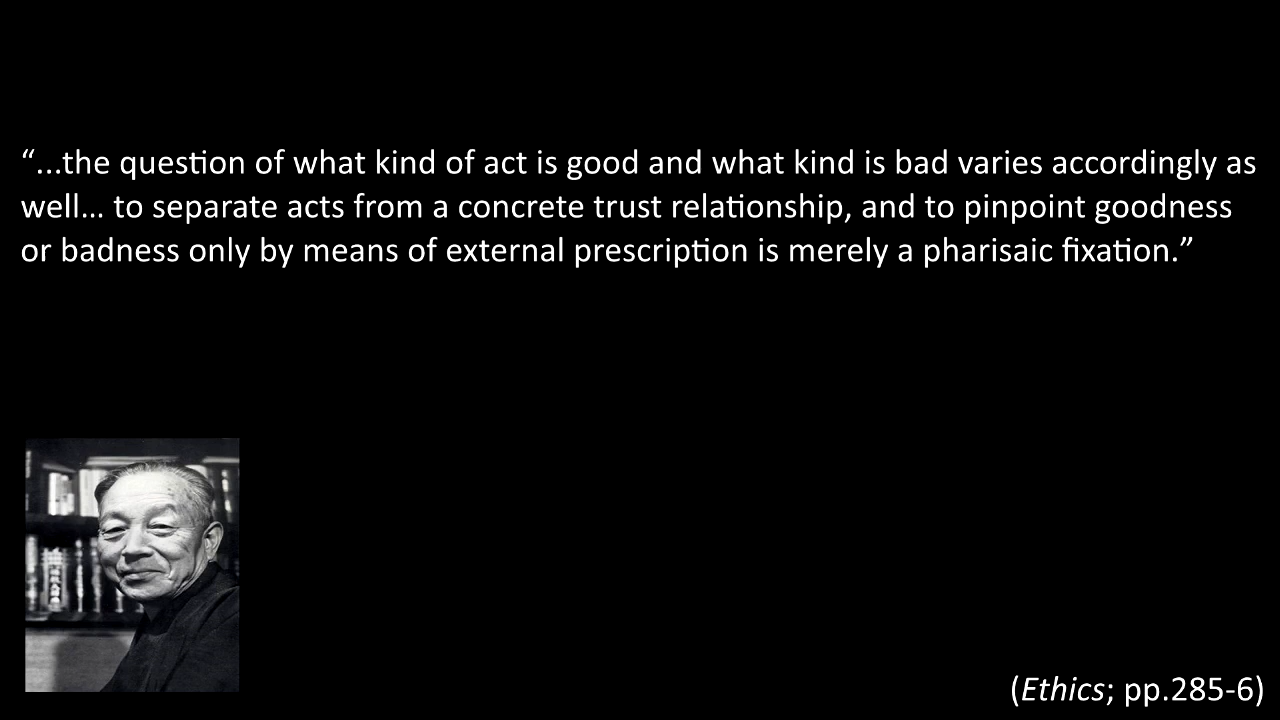 “...the question of what kind of act is good and what kind is bad varies accordingly as
well… to separate acts from a concrete trust relationship, and to pinpoint goodness
or badness only by means of external prescription is merely a pharisaic fixation.”
(Ethics; pp.285-6)